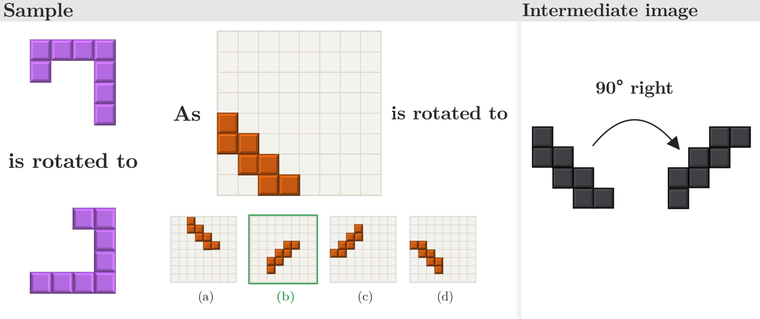 Sample
is rotated to
As
is rotated to
(a)
(b)
(c)
(d)
Intermediate image
90° right